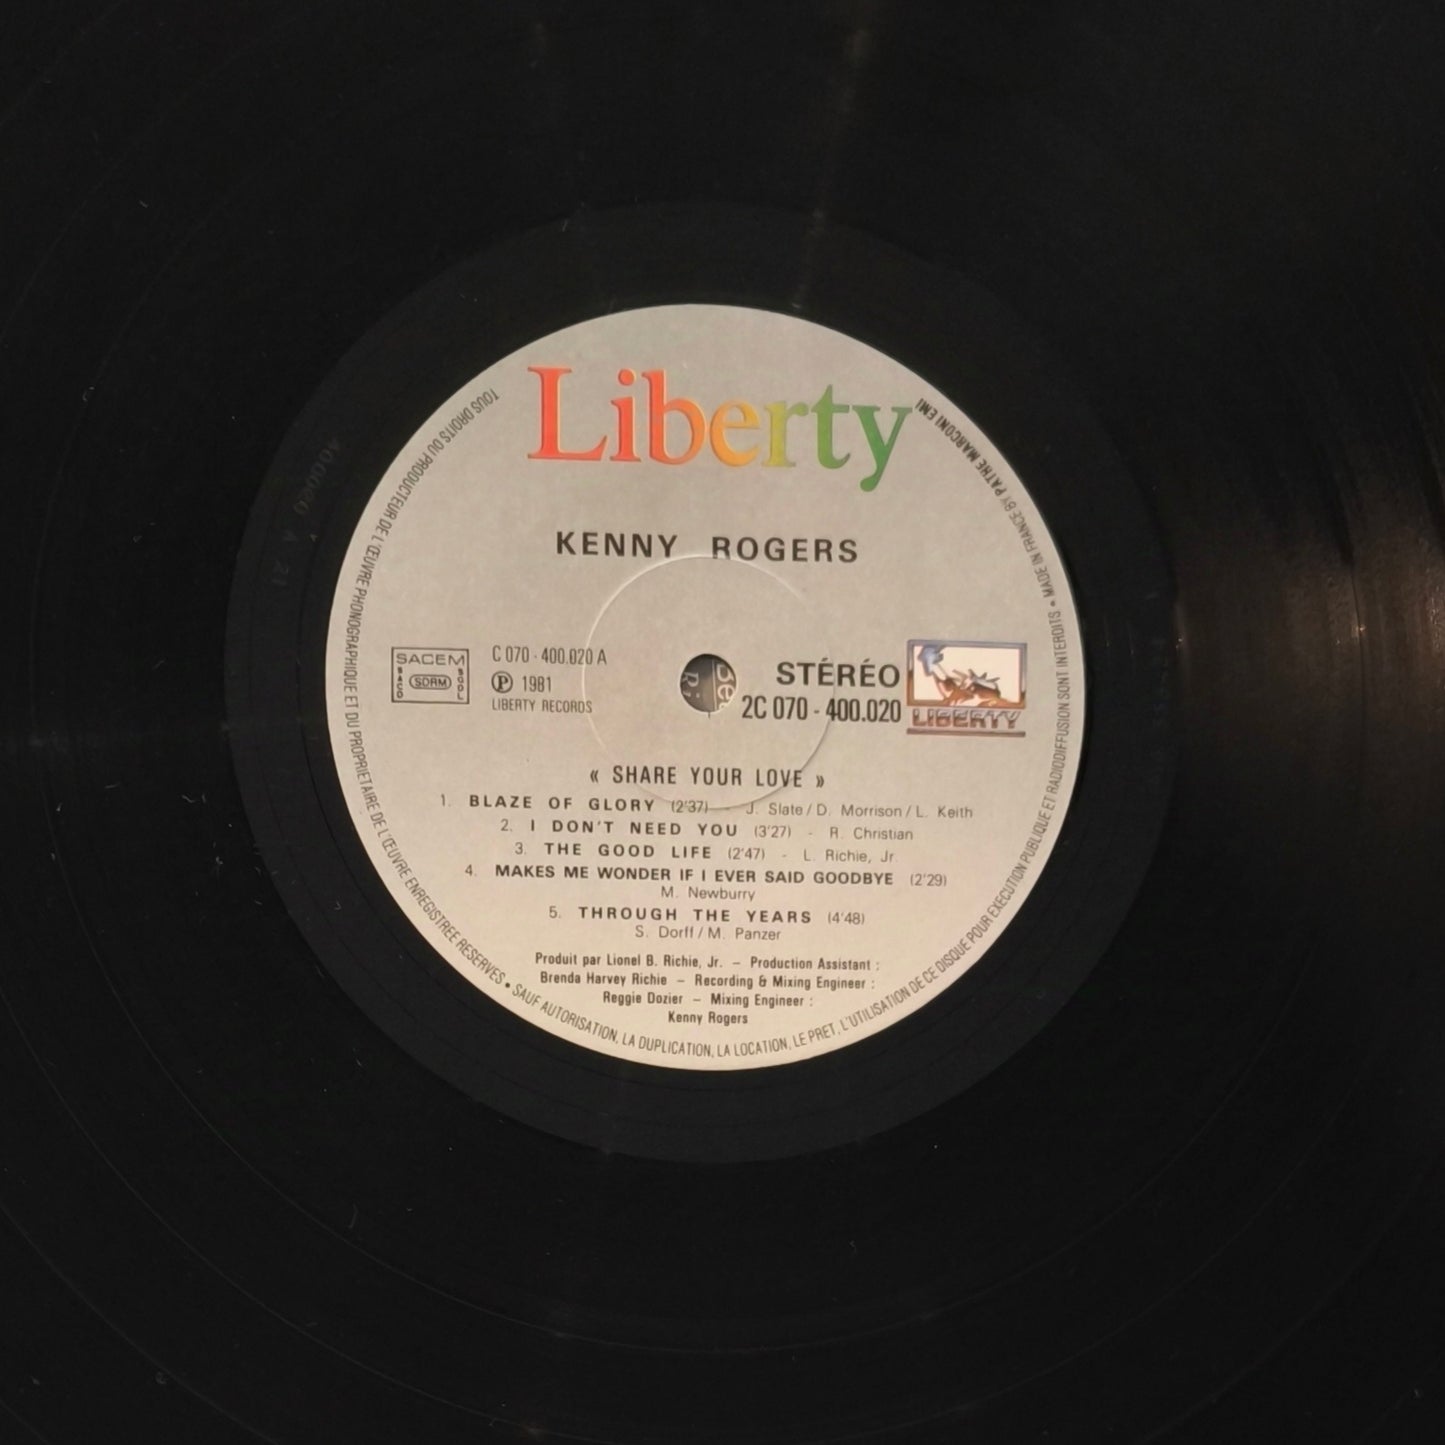 Liberty
KENNY ROGERS
SACEM
SACD
SDRM
SGDL
C 070 - 400.020 A
Ⓟ 1981
LIBERTY RECORDS
STÉRÉO
2C 070 - 400.020
LIBERTY
« SHARE YOUR LOVE »
1. BLAZE OF GLORY (2'37) - J. Slate / D. Morrison / L. Keith
2. I DON'T NEED YOU (3'27) - R. Christian
3. THE GOOD LIFE (2'47) - L. Richie, Jr.
4. MAKES ME WONDER IF I EVER SAID GOODBYE (2'29)
M. Newburry
5. THROUGH THE YEARS (4'48)
S. Dorff / M. Panzer
Produit par Lionel B. Richie, Jr. – Production Assistant :
Brenda Harvey Richie – Recording & Mixing Engineer :
Reggie Dozier – Mixing Engineer :
Kenny Rogers
TOUS DROITS DU PRODUCTEUR DE L'ŒUVRE PHONOGRAPHIQUE ET DU PROPRIETAIRE DE L'ŒUVRE ENREGISTREE RESERVES • SAUF AUTORISATION, LA DUPLICATION, LA LOCATION, LE PRET, L'UTILISATION DE CE DISQUE POUR EXECUTION PUBLIQUE ET RADIODIFFUSION SONT INTERDITS • MADE IN FRANCE BY PATHE MARCONI EMI